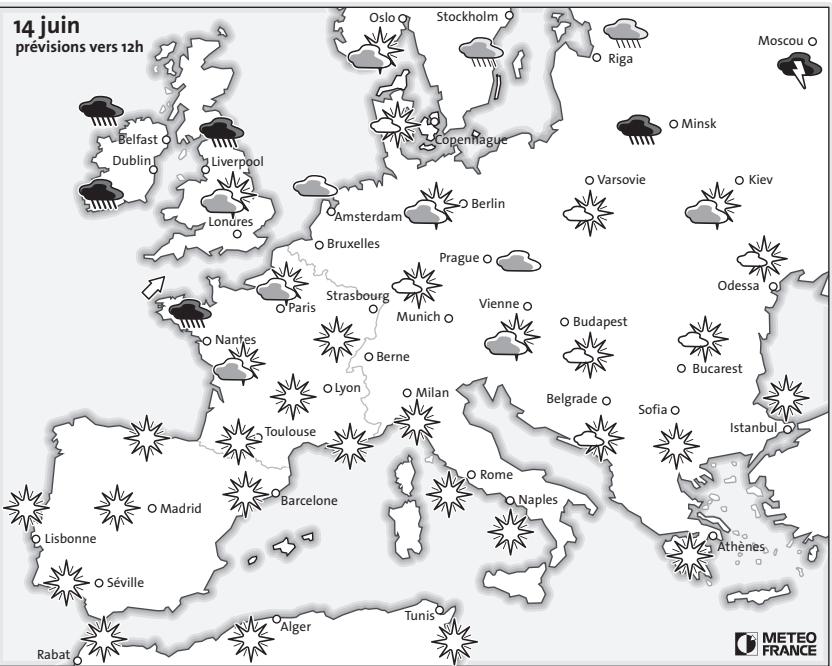 14 juin
prévisions vers 12h
Oslo
Stockholm
Riga
Moscou
Minsk
Belfast
Copenhague
Dublin
Liverpool
Varsovie
Kiev
Berlin
Amsterdam
Londres
Bruxelles
Prague
Odessa
Strasbourg
Paris
Munich
Vienne
Budapest
Nantes
Berne
Bucarest
Lyon
Milan
Belgrade
Sofia
Toulouse
Istanbul
Rome
Barcelone
Naples
Madrid
Lisbonne
Athènes
Séville
Tunis
Alger
Rabat
METEO
FRANCE